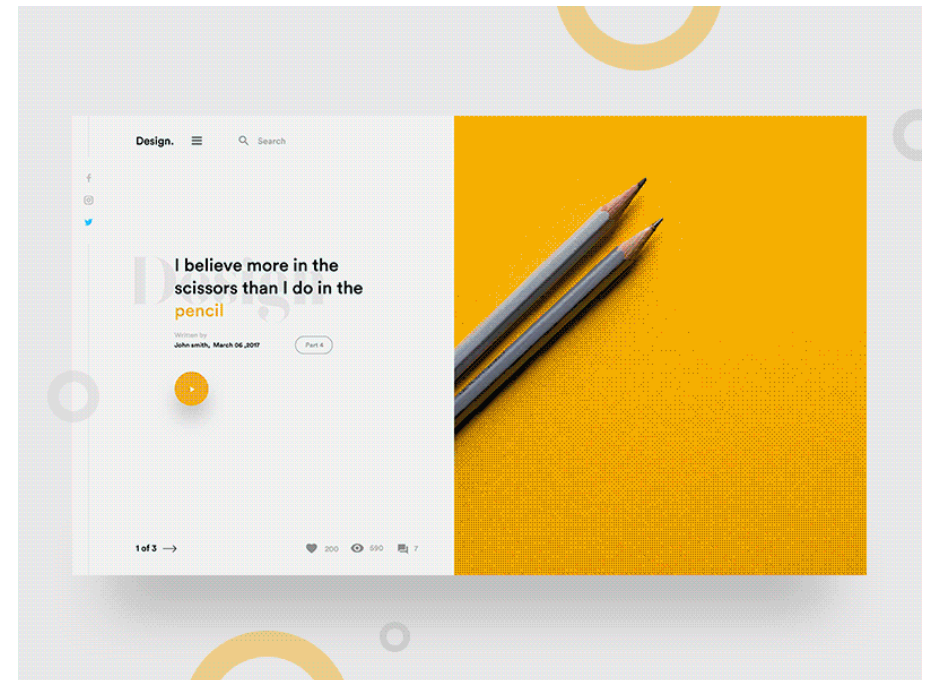 Design.
Search
Design
I believe more in the
scissors than I do in the
pencil
Written by
John smith, March 06 ,2017
Part 4
1 of 3
200
590
7